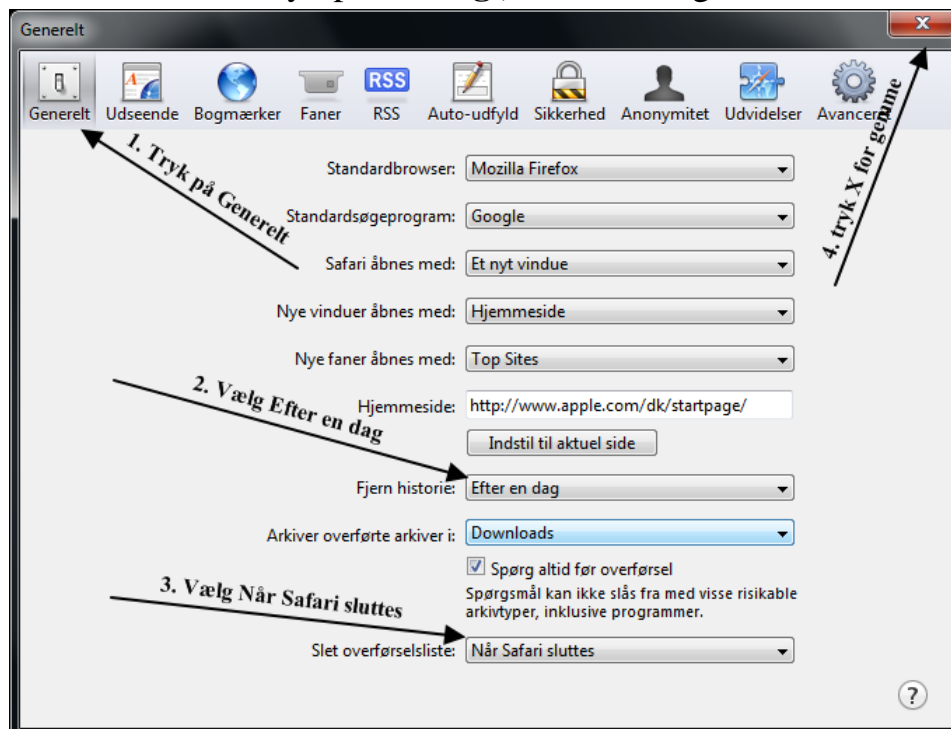 Generelt
X
RSS
Generelt Udseende Bogmærker Faner RSS Auto-udfyld Sikkerhed Anonymitet Udvidelser
1. Tryk på Generelt
4. tryk X for gemme
Standardbrowser: Mozilla Firefox
Standardsøgeprogram: Google
Safari åbnes med: Et nyt vindue
Nye vinduer åbnes med: Hjemmeside
Nye faner åbnes med: Top Sites
2. Vælg Efter en dag
Hjemmeside: http://www.apple.com/dk/startpage/
Indstil til aktuel side
Fjern historie: Efter en dag
Arkiver overførte arkiver i: Downloads
Spørg altid før overførsel
Spørgsmål kan ikke slås fra med visse risikable
arkivtyper, inklusive programmer.
3. Vælg Når Safari sluttes
Slet overførselsliste: Når Safari sluttes
?